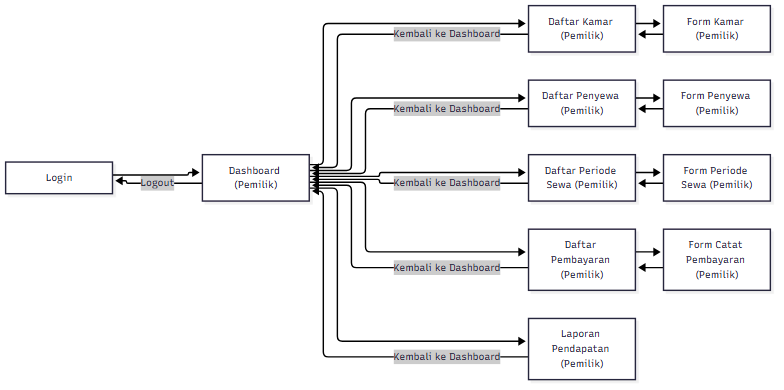 Daftar Kamar
(Pemilik)
Form Kamar
(Pemilik)
Kembali ke Dashboard
Daftar Penyewa
(Pemilik)
Form Penyewa
(Pemilik)
Kembali ke Dashboard
Login
Logout
Dashboard
(Pemilik)
Daftar Periode
Sewa (Pemilik)
Form Periode
Sewa (Pemilik)
Kembali ke Dashboard
Daftar
Pembayaran
(Pemilik)
Form Catat
Pembayaran
(Pemilik)
Kembali ke Dashboard
Laporan
Pendapatan
(Pemilik)
Kembali ke Dashboard